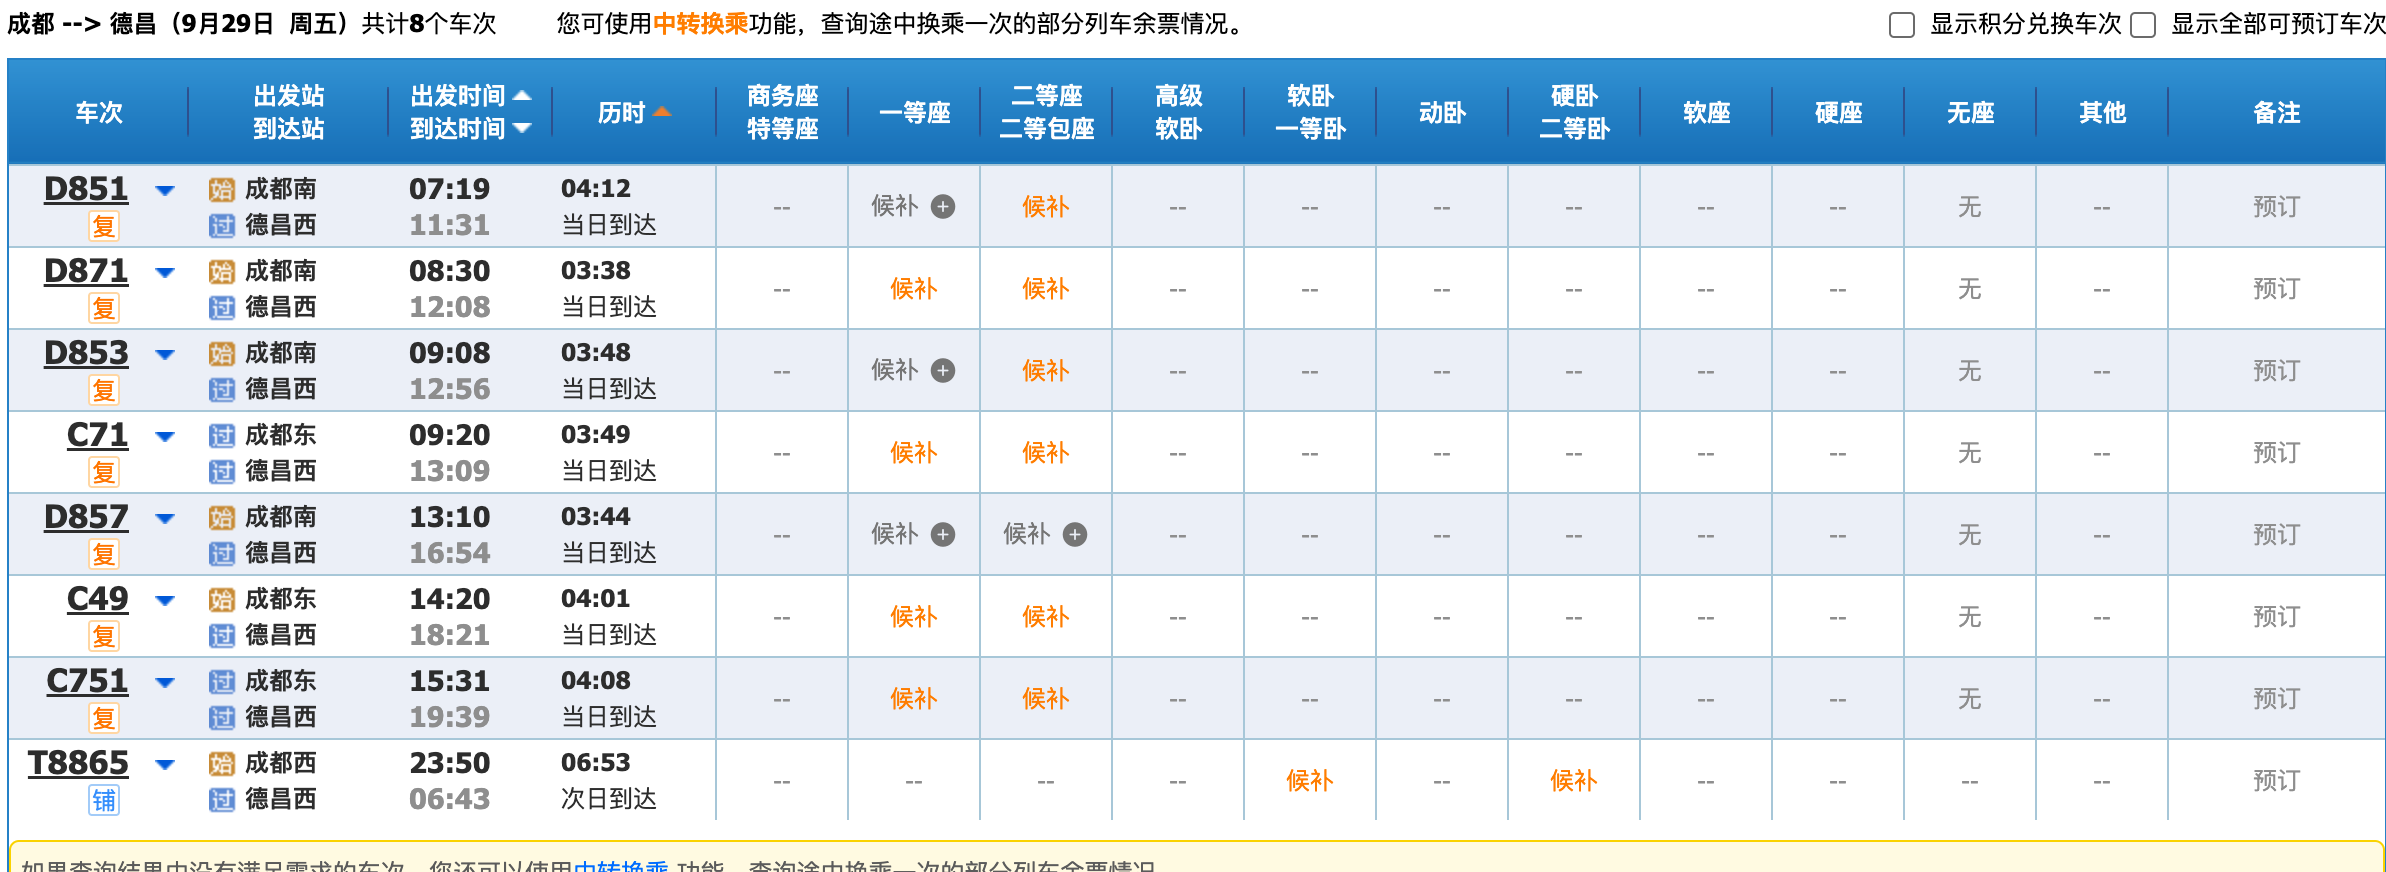 成都 --> 德昌（9月29日 周五）共计8个车次 您可使用中转换乘功能，查询途中换乘一次的部分列车余票情况。 显示积分兑换车次 显示全部可预订车次
车次 出发站 到达站 出发时间 到达时间 历时 商务座 特等座 一等座 二等座 二等包座 高级 软卧 软卧 一等卧 动卧 硬卧 二等卧 软座 硬座 无座 其他 备注
D851 始 成都南 07:19 04:12
复 过 德昌西 11:31 当日到达
-- 候补 + 候补 -- -- -- -- -- -- 无 -- 预订
D871 始 成都南 08:30 03:38
复 过 德昌西 12:08 当日到达
-- 候补 候补 -- -- -- -- -- -- 无 -- 预订
D853 始 成都南 09:08 03:48
复 过 德昌西 12:56 当日到达
-- 候补 + 候补 -- -- -- -- -- -- 无 -- 预订
C71 过 成都东 09:20 03:49
复 过 德昌西 13:09 当日到达
-- 候补 候补 -- -- -- -- -- -- 无 -- 预订
D857 始 成都南 13:10 03:44
复 过 德昌西 16:54 当日到达
-- 候补 + 候补 + -- -- -- -- -- -- 无 -- 预订
C49 始 成都东 14:20 04:01
复 过 德昌西 18:21 当日到达
-- 候补 候补 -- -- -- -- -- -- 无 -- 预订
C751 过 成都东 15:31 04:08
复 过 德昌西 19:39 当日到达
-- 候补 候补 -- -- -- -- -- -- 无 -- 预订
T8865 始 成都西 23:50 06:53
铺 过 德昌西 06:43 次日到达
-- -- -- -- 候补 -- 候补 -- -- -- -- 预订
如果查询结果中没有满足需求的车次，您还可以使用中转换乘 功能，查询途中换乘一次的部分列车余票情况。